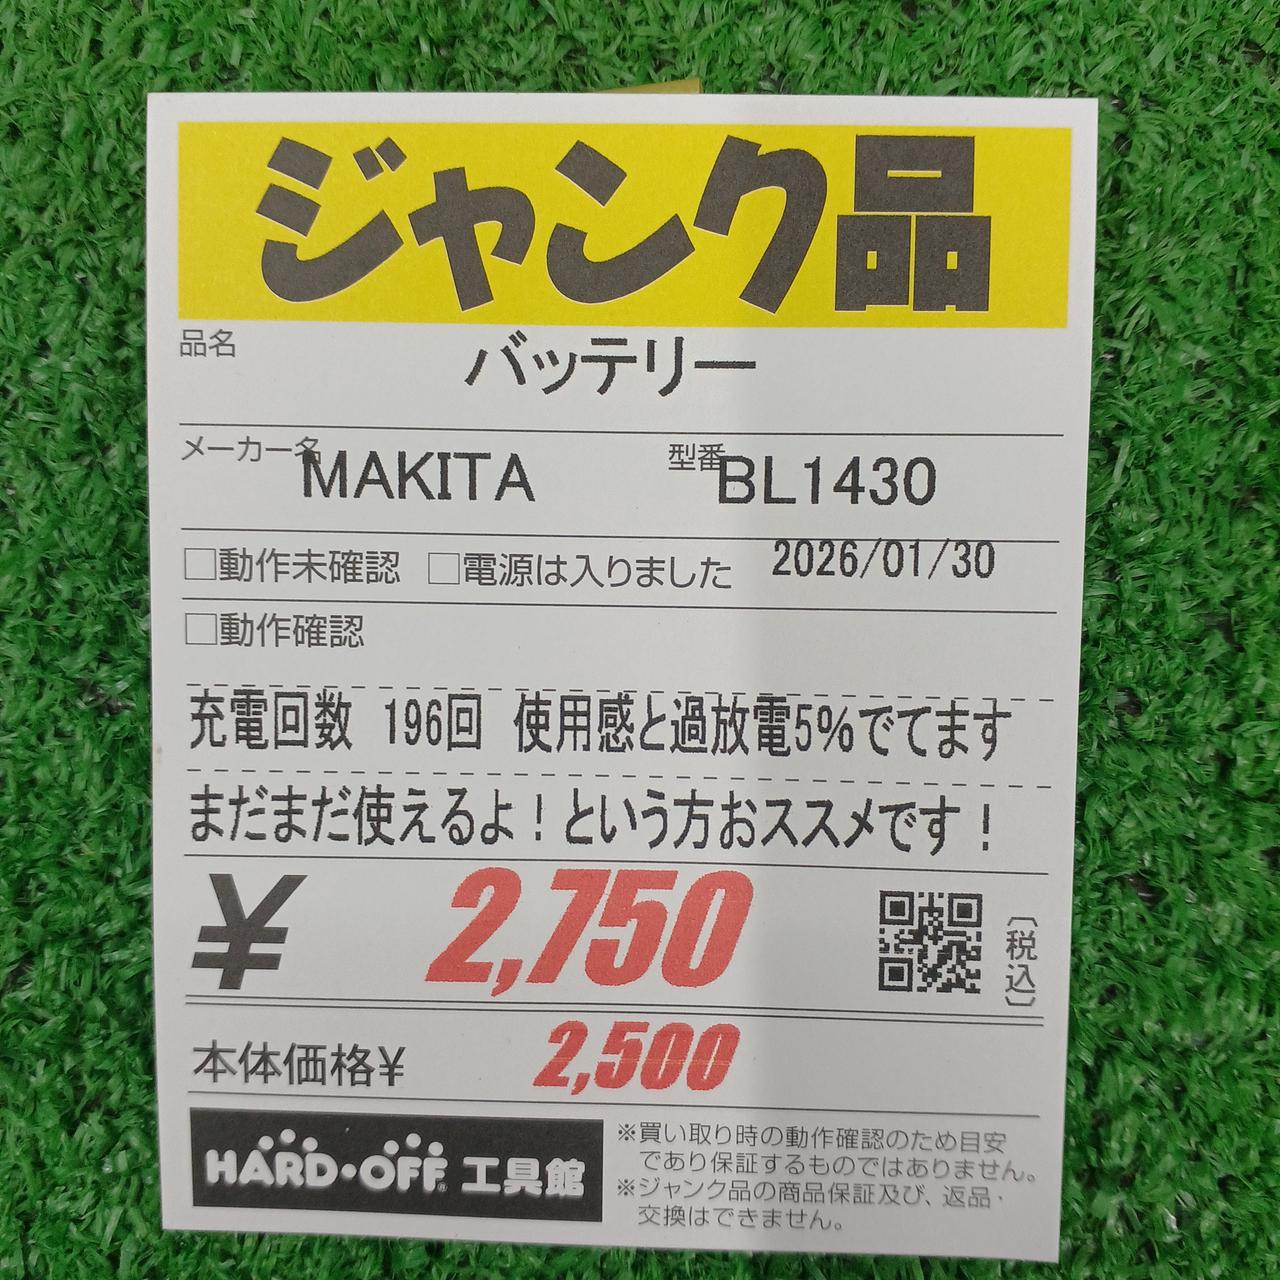 ジャンク品
品名 バッテリー
メーカー名 MAKITA 型番 BL1430
□動作未確認 □電源は入りました 2026/01/30
□動作確認
充電回数 196回 使用感と過放電5%でてます
まだまだ使えるよ！という方おススメです！
¥ 2,750 〔税込〕
本体価格¥ 2,500
HARD・OFF® 工具館
※買い取り時の動作確認のため目安
であり保証するものではありません。
※ジャンク品の商品保証及び、返品・
交換はできません。